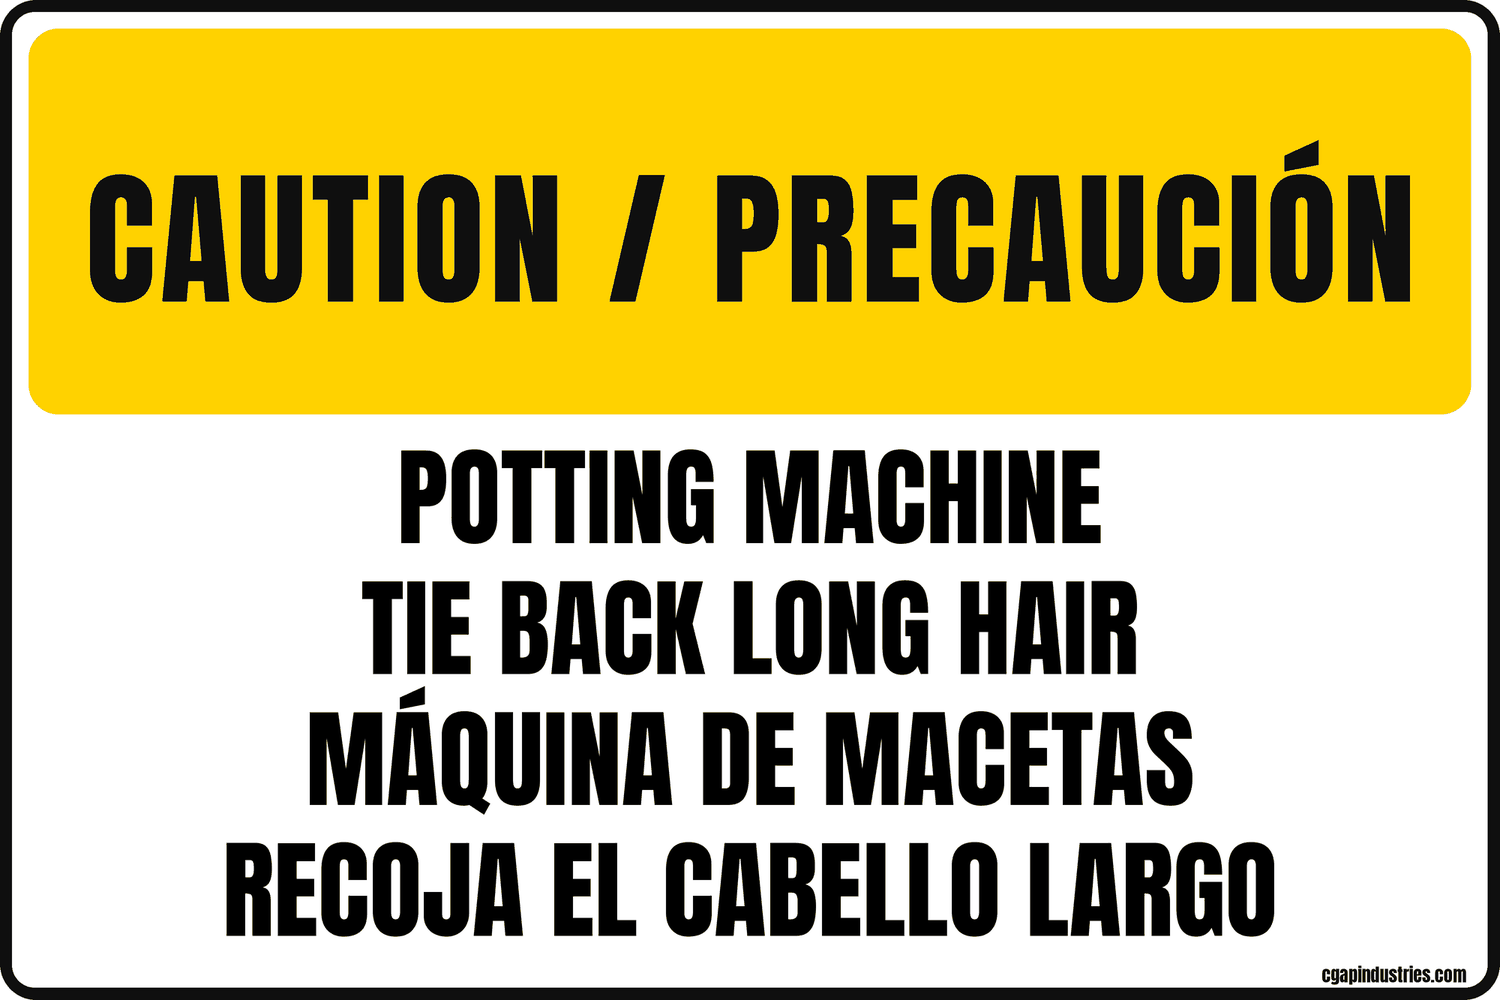 CAUTION / PRECAUCIÓN
POTTING MACHINE
TIE BACK LONG HAIR
MÁQUINA DE MACETAS
RECOJA EL CABELLO LARGO
cgapindustries.com